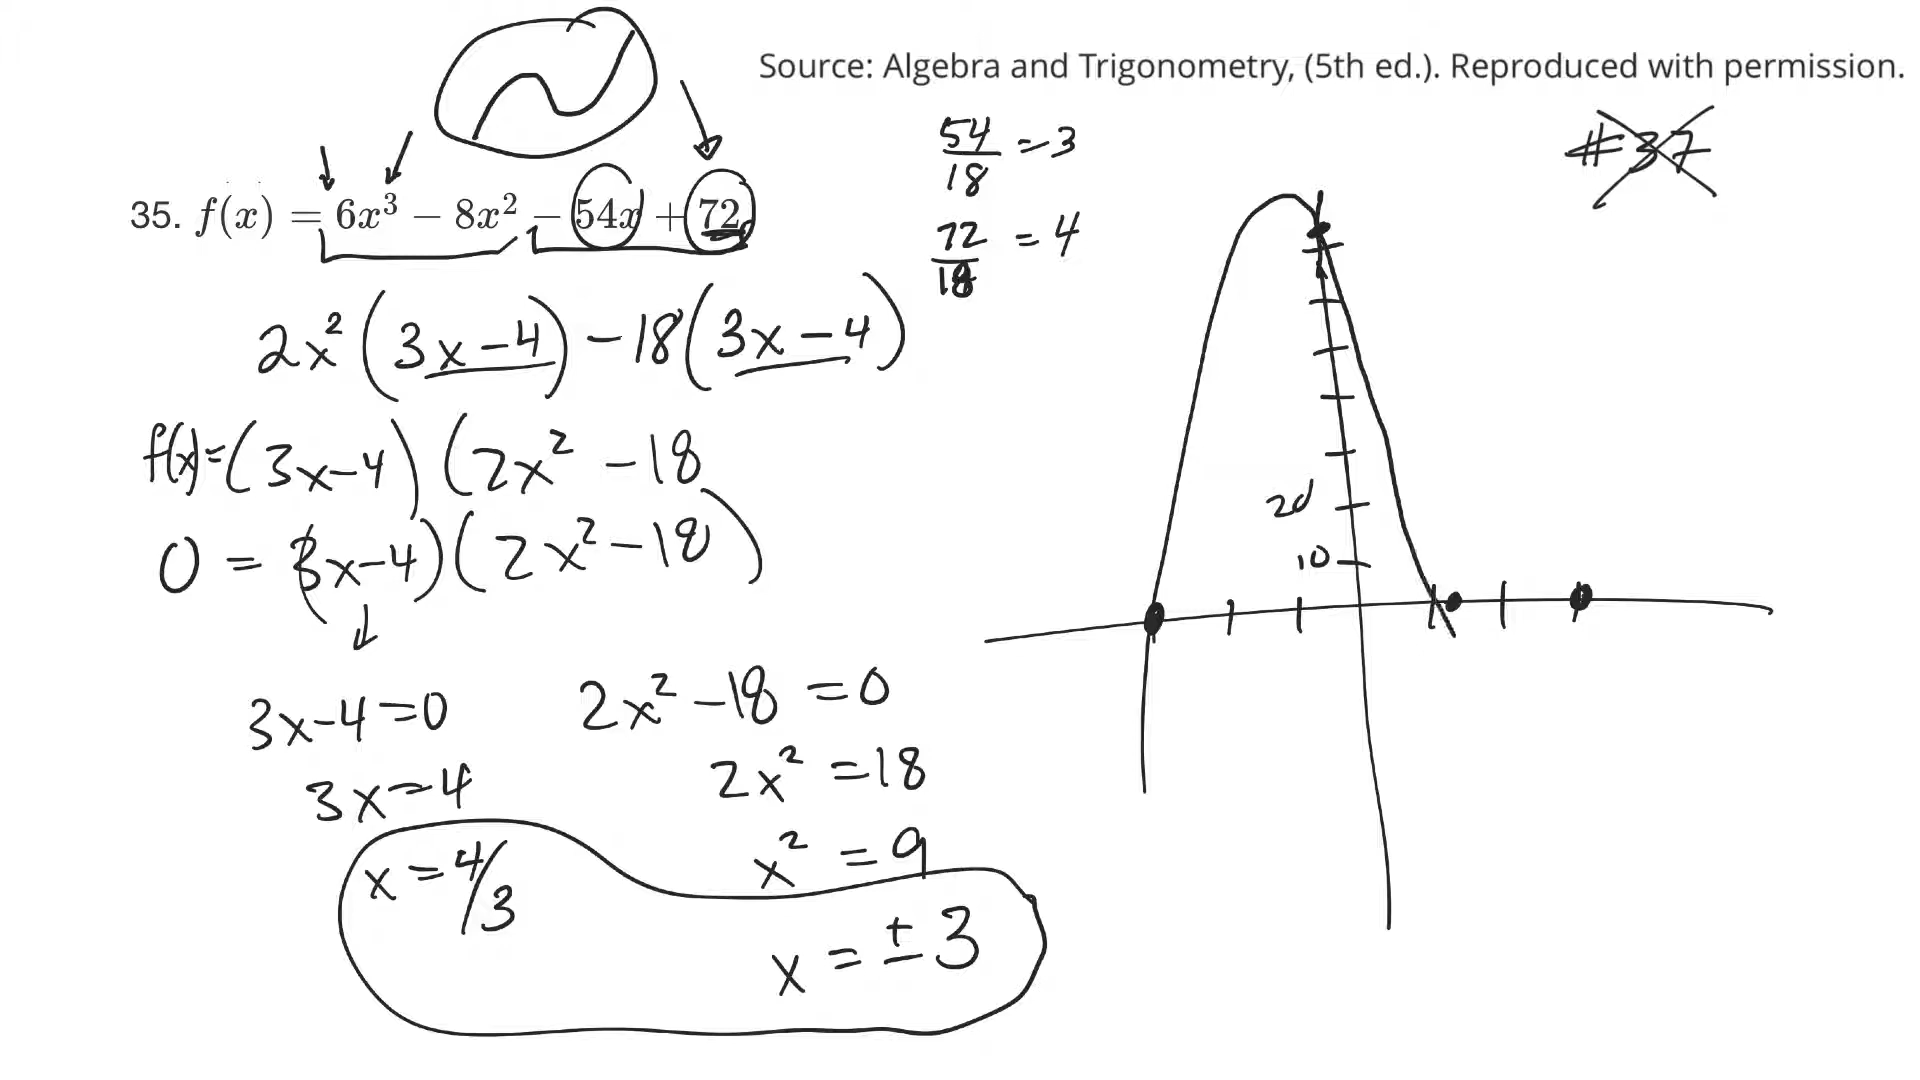 Source: Algebra and Trigonometry, (5th ed.). Reproduced with permission.
#37
54/18 = 3
35. f(x) = 6x³ − 8x² − 54x + 72
72/18 = 4
2x²(3x−4) −18(3x−4)
f(x)=(3x−4)(2x² −18
0 = (3x−4)(2x²−18)
3x−4=0
2x²−18=0
3x=4
2x²=18
x=4/3
x² = 9
x = ±3
20
10